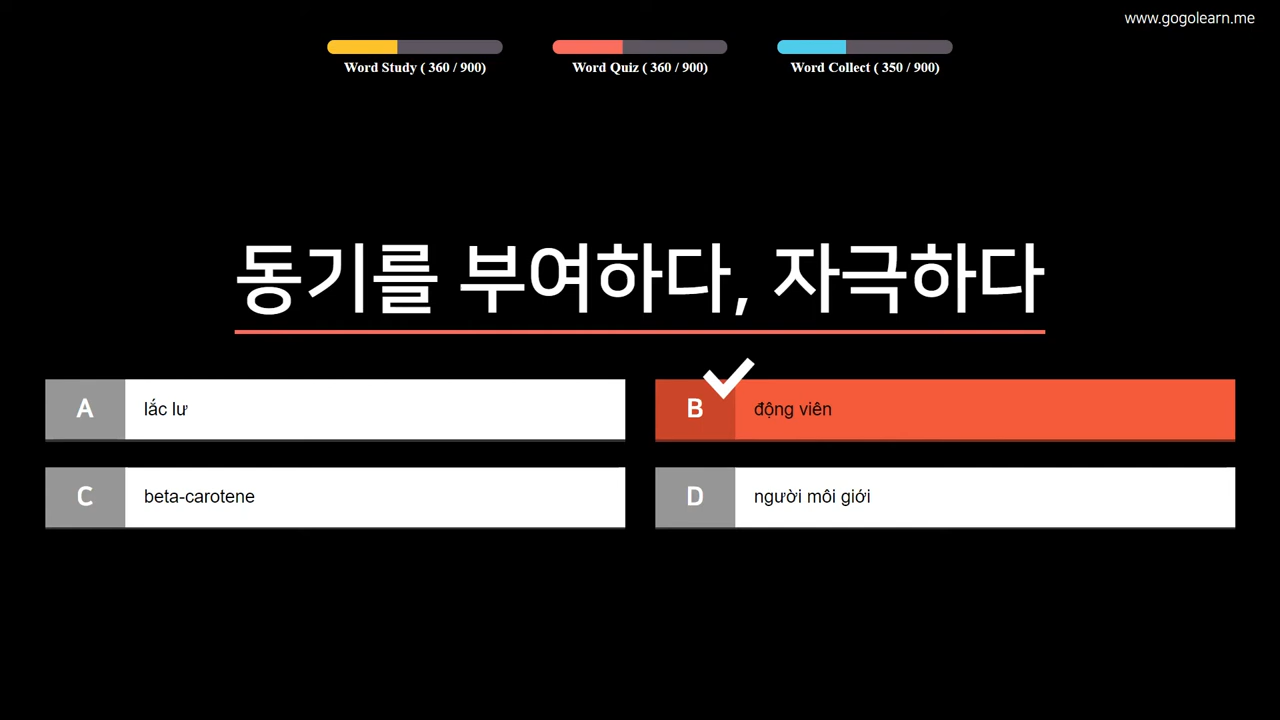 www.gogolearn.me
Word Study ( 360 / 900)
Word Quiz ( 360 / 900)
Word Collect ( 350 / 900)
동기를 부여하다, 자극하다
A
lắc lư
B
động viên
C
beta-carotene
D
người môi giới